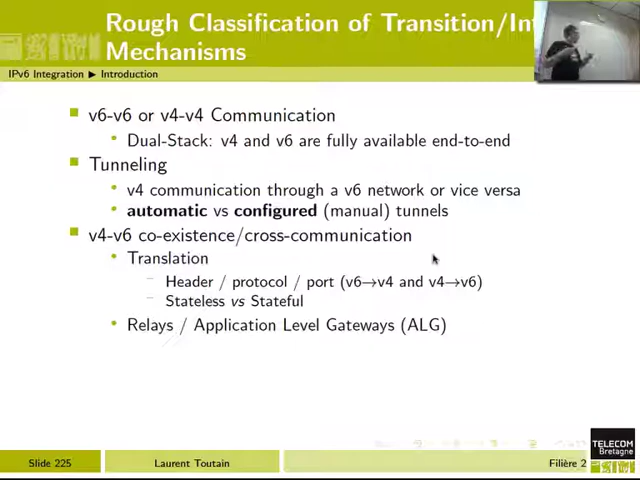 Rough Classification of Transition/In
Mechanisms
IPv6 Integration ▶ Introduction
v6-v6 or v4-v4 Communication
Dual-Stack: v4 and v6 are fully available end-to-end
Tunneling
v4 communication through a v6 network or vice versa
automatic vs configured (manual) tunnels
v4-v6 co-existence/cross-communication
Translation
Header / protocol / port (v6→v4 and v4→v6)
Stateless vs Stateful
Relays / Application Level Gateways (ALG)
TELECOM
Bretagne
Slide 225 Laurent Toutain Filière 2